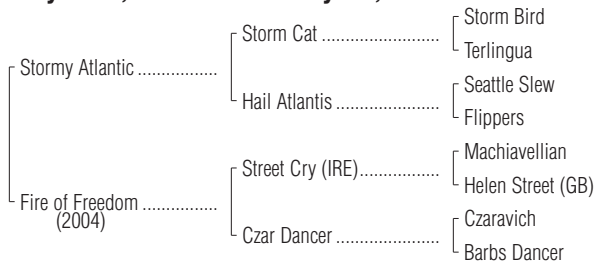 Storm Bird
Storm Cat ........................
Terlingua
Stormy Atlantic ................
Seattle Slew
Hail Atlantis .....................
Flippers
Machiavellian
Street Cry (IRE)................
Helen Street (GB)
Fire of Freedom ...............
(2004)
Czaravich
Czar Dancer .....................
Barbs Dancer